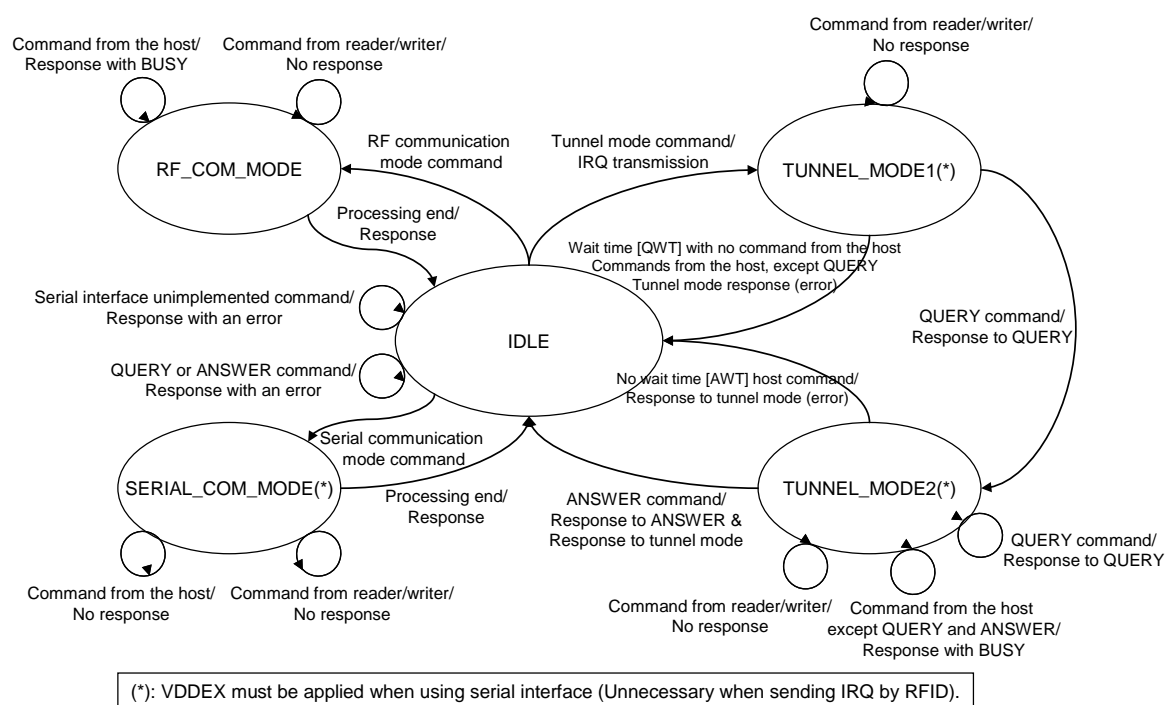 Command from the host/
Response with BUSY
Command from reader/writer/
No response
RF_COM_MODE
RF communication
mode command
Processing end/
Response
Tunnel mode command/
IRQ transmission
Command from reader/writer/
No response
TUNNEL_MODE1(*)
Wait time [QWT] with no command from the host
Commands from the host, except QUERY
Tunnel mode response (error)
Serial interface unimplemented command/
Response with an error
IDLE
QUERY command/
Response to QUERY
QUERY or ANSWER command/
Response with an error
No wait time [AWT] host command/
Response to tunnel mode (error)
Serial communication
mode command
SERIAL_COM_MODE(*)
Processing end/
Response
ANSWER command/
Response to ANSWER &
Response to tunnel mode
TUNNEL_MODE2(*)
QUERY command/
Response to QUERY
Command from the host/
No response
Command from reader/writer/
No response
Command from reader/writer/
No response
Command from the host
except QUERY and ANSWER/
Response with BUSY
(*): VDDEX must be applied when using serial interface (Unnecessary when sending IRQ by RFID).